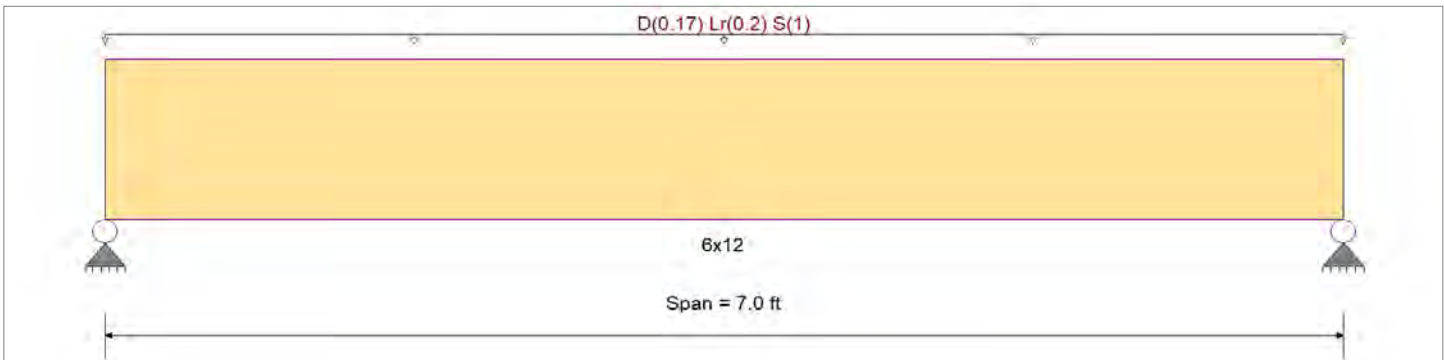 D(0.17) Lr(0.2) S(1)
6x12
Span = 7.0 ft